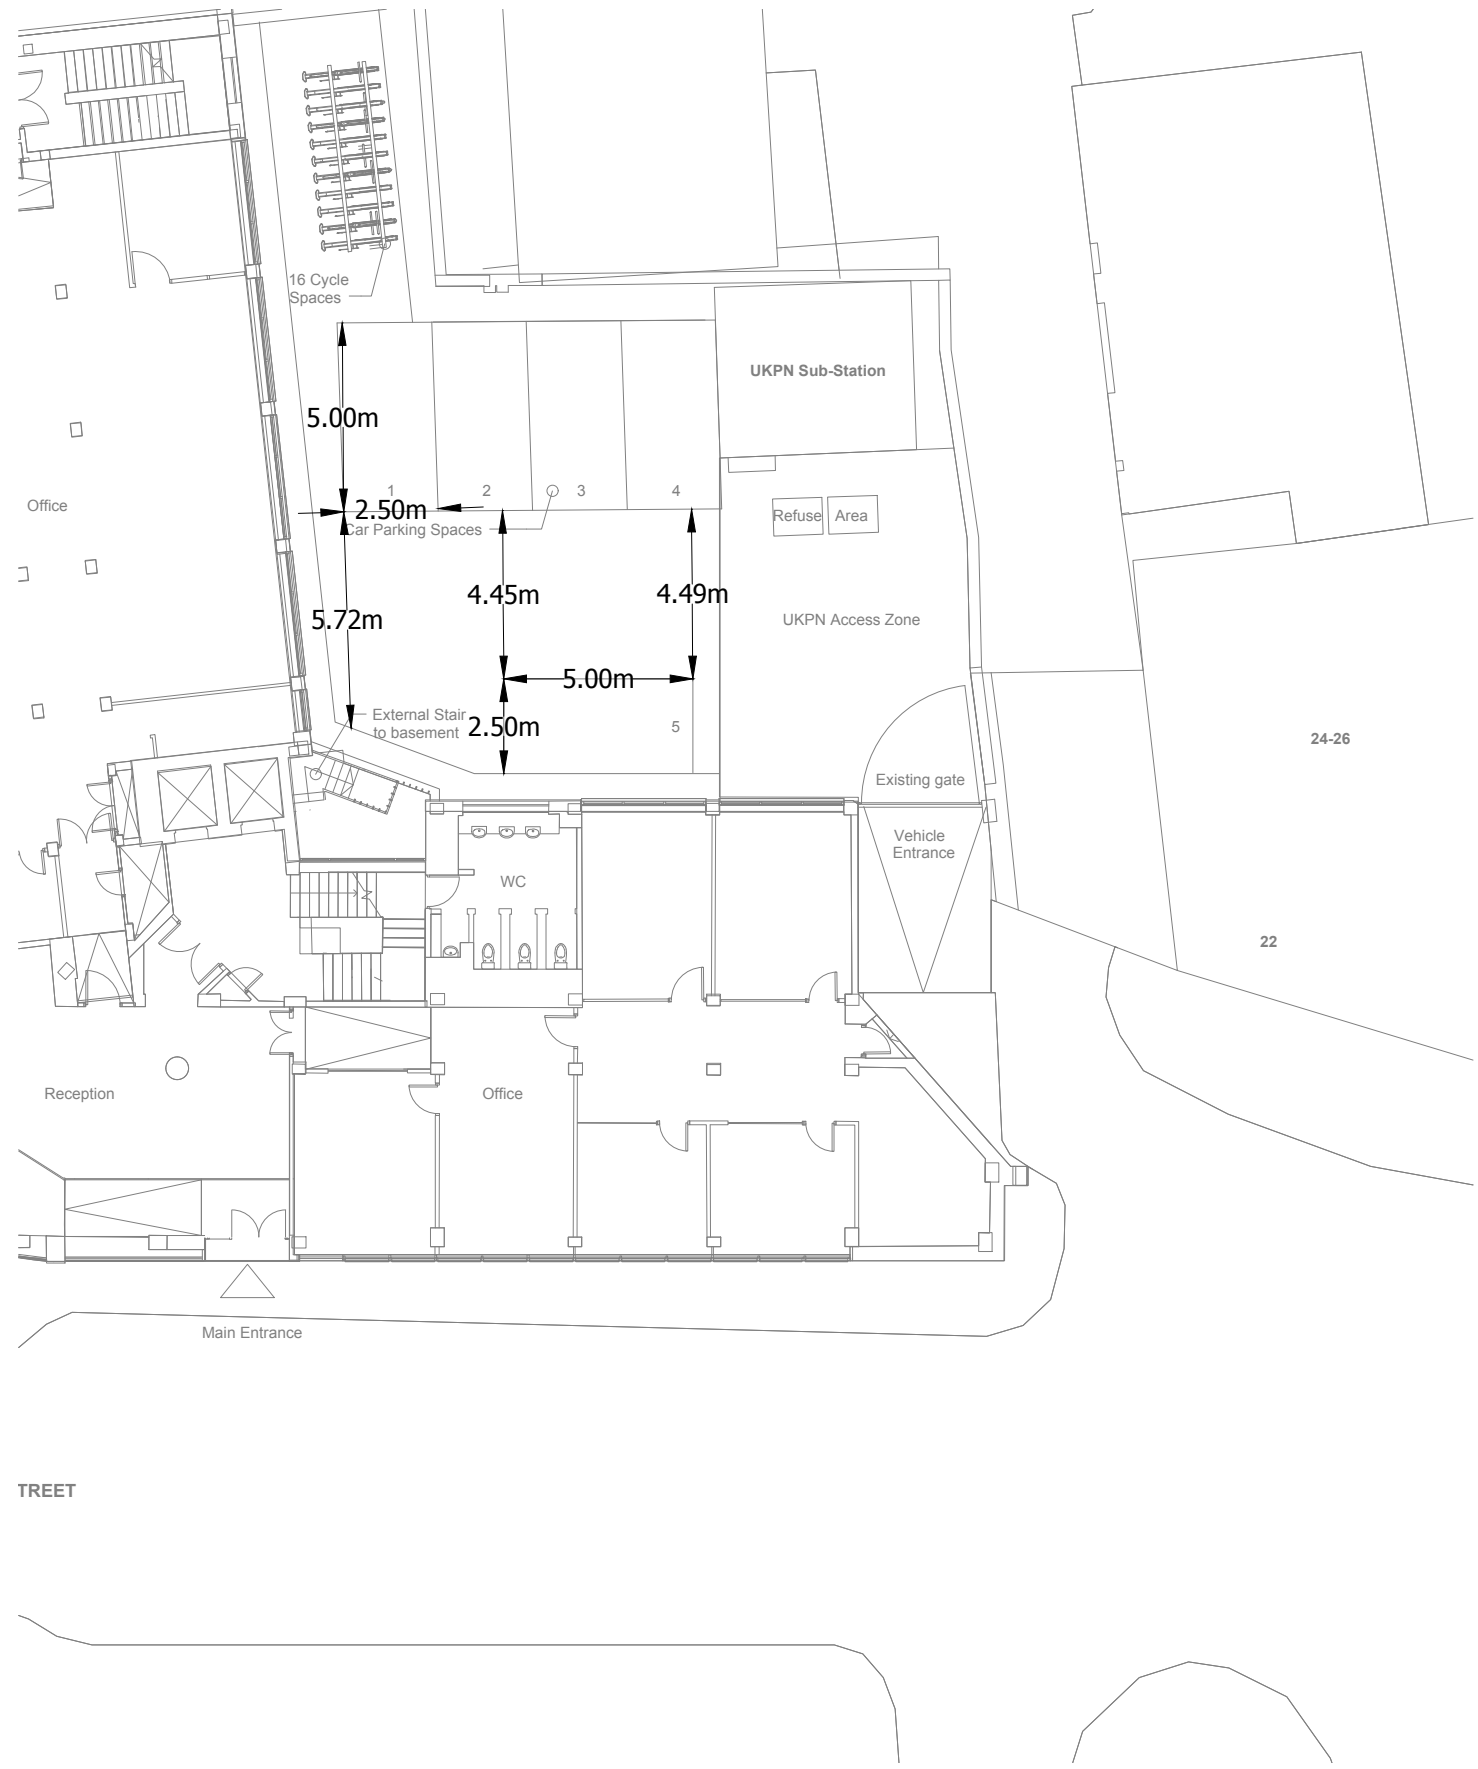 16 Cycle
Spaces
UKPN Sub-Station
5.00m
Office
1
2
3
4
2.50m
Car Parking Spaces
Refuse
Area
4.45m
4.49m
5.72m
UKPN Access Zone
5.00m
External Stair
to basement
2.50m
5
24-26
Existing gate
Vehicle
Entrance
WC
22
Reception
Office
Main Entrance
TREET